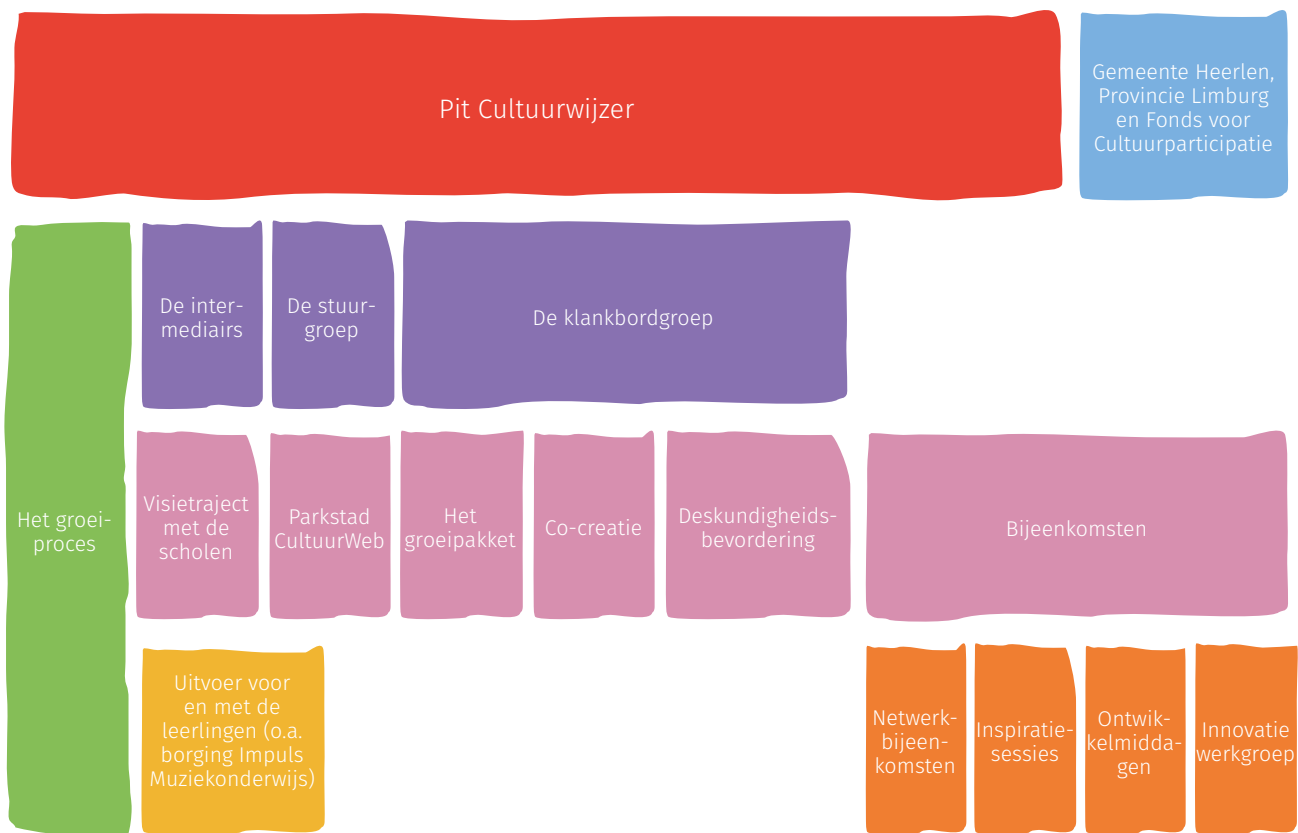 Pit Cultuurwijzer
Gemeente Heerlen,
Provincie Limburg
en Fonds voor
Cultuurparticipatie
De inter-
mediairs
De stuur-
groep
De klankbordgroep
Het groei-
proces
Visietraject
met de
scholen
Parkstad
CultuurWeb
Het
groeipakket
Co-creatie
Deskundigheids-
bevordering
Bijeenkomsten
Uitvoer voor
en met de
leerlingen (o.a.
borging Impuls
Muziekonderwijs)
Netwerk-
bijeen-
komsten
Inspiratie-
sessies
Ontwik-
kelmidda-
gen
Innovatie
werkgroep